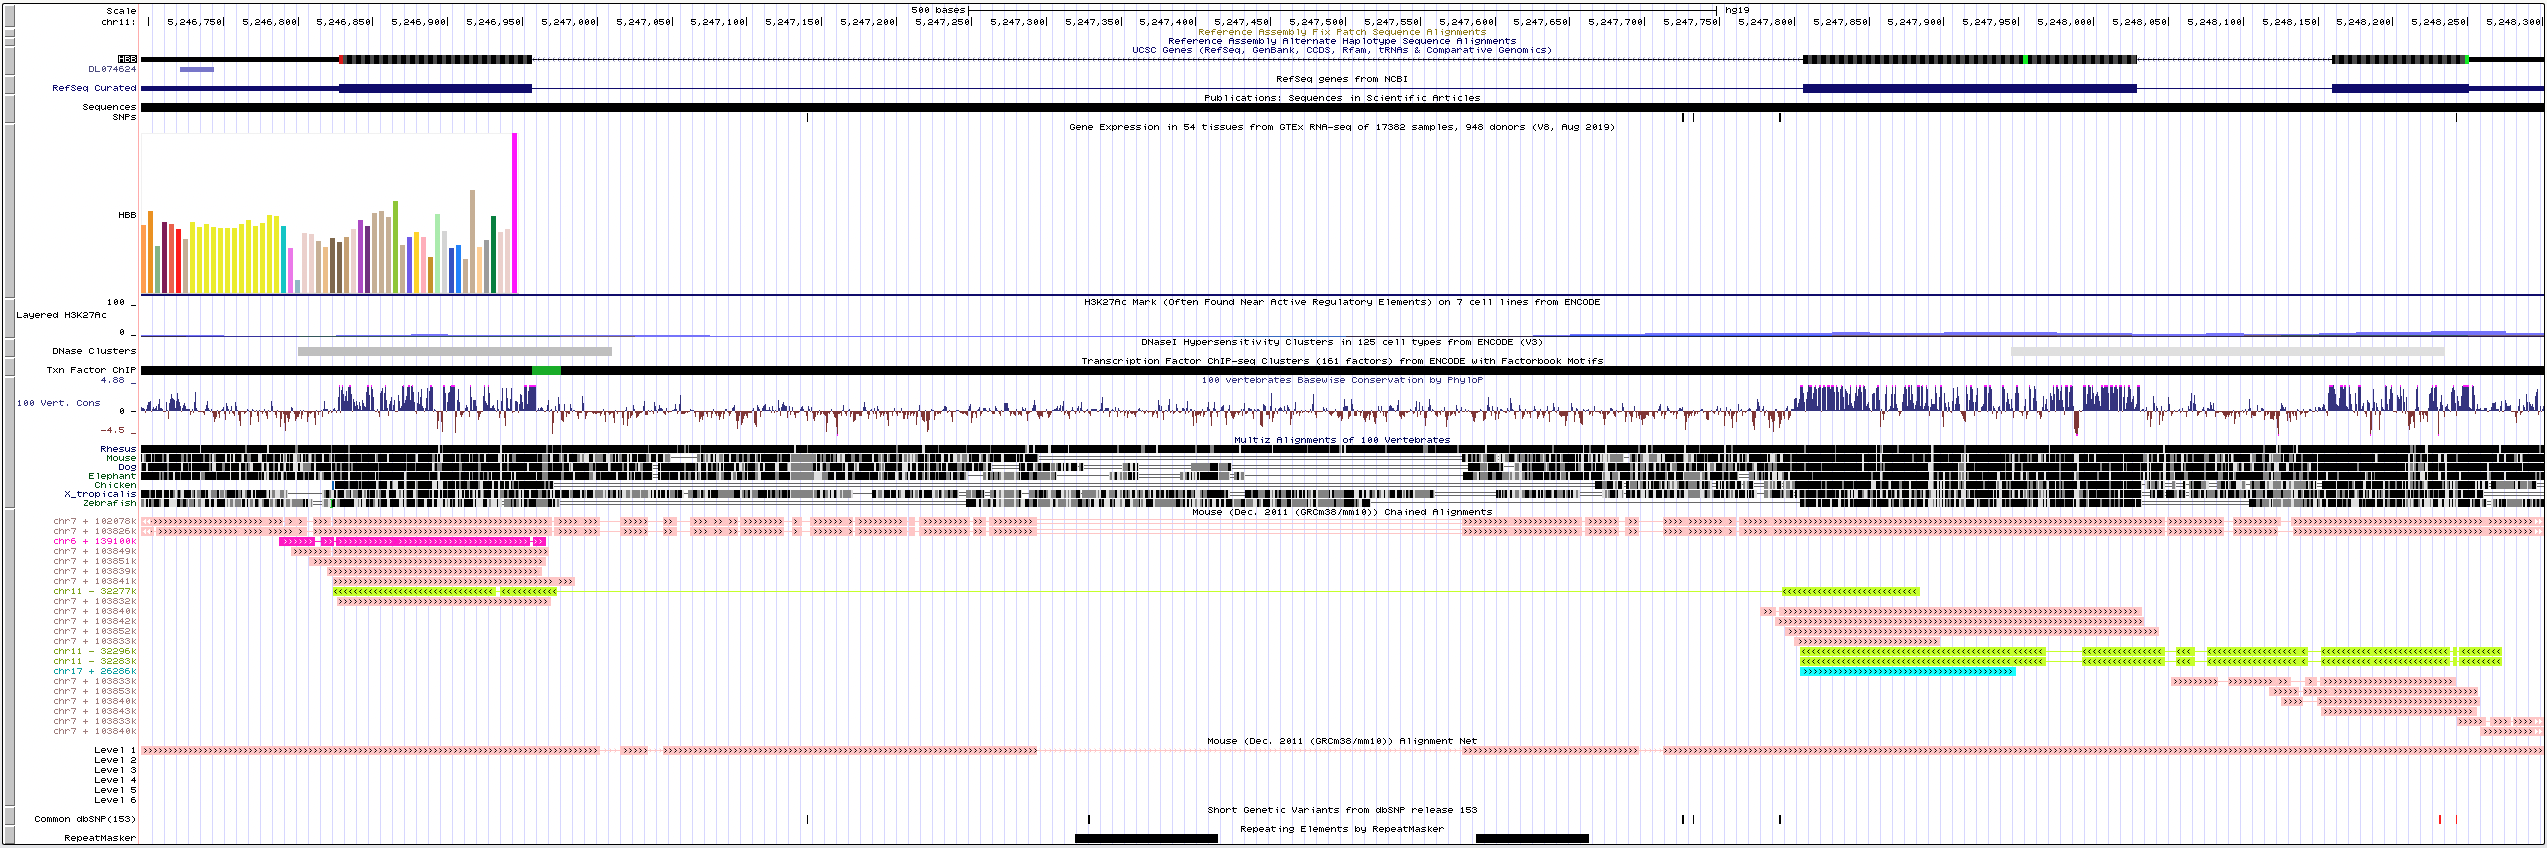 Scale 500 bases hg19
chr11: 5,246,750 5,246,800 5,246,850 5,246,900 5,246,950 5,247,000 5,247,050 5,247,100 5,247,150 5,247,200 5,247,250 5,247,300 5,247,350 5,247,400 5,247,450 5,247,500 5,247,550 5,247,600 5,247,650 5,247,700 5,247,750 5,247,800 5,247,850 5,247,900 5,247,950 5,248,000 5,248,050 5,248,100 5,248,150 5,248,200 5,248,250 5,248,300
Reference Assembly Fix Patch Sequence Alignments
Reference Assembly Alternate Haplotype Sequence Alignments
UCSC Genes (RefSeq, GenBank, CCDS, Rfam, tRNAs & Comparative Genomics)
HBB
DL074624
RefSeq genes from NCBI
RefSeq Curated
Publications: Sequences in Scientific Articles
Sequences
SNPs
Gene Expression in 54 tissues from GTEx RNA-seq of 17382 samples, 948 donors (V8, Aug 2019)
HBB
H3K27Ac Mark (Often Found Near Active Regulatory Elements) on 7 cell lines from ENCODE
100 _
Layered H3K27Ac
0 _
DNaseI Hypersensitivity Clusters in 125 cell types from ENCODE (V3)
DNase Clusters
Transcription Factor ChIP-seq Clusters (161 factors) from ENCODE with Factorbook Motifs
Txn Factor ChIP
100 vertebrates Basewise Conservation by PhyloP
4.88 _
100 Vert. Cons
0 _
-4.5 _
Multiz Alignments of 100 Vertebrates
Rhesus
Mouse
Dog
Elephant
Chicken
X_tropicalis
Zebrafish
Mouse (Dec. 2011 (GRCm38/mm10)) Chained Alignments
chr7 + 102078k
chr7 + 103826k
chr6 + 139100k
chr7 + 103849k
chr7 + 103851k
chr7 + 103839k
chr7 + 103841k
chr11 - 32277k
chr7 + 103832k
chr7 + 103840k
chr7 + 103842k
chr7 + 103852k
chr7 + 103833k
chr11 - 32296k
chr11 - 32283k
chr17 + 26286k
chr7 + 103833k
chr7 + 103853k
chr7 + 103840k
chr7 + 103843k
chr7 + 103833k
chr7 + 103840k
Mouse (Dec. 2011 (GRCm38/mm10)) Alignment Net
Level 1
Level 2
Level 3
Level 4
Level 5
Level 6
Short Genetic Variants from dbSNP release 153
Common dbSNP(153)
Repeating Elements by RepeatMasker
RepeatMasker